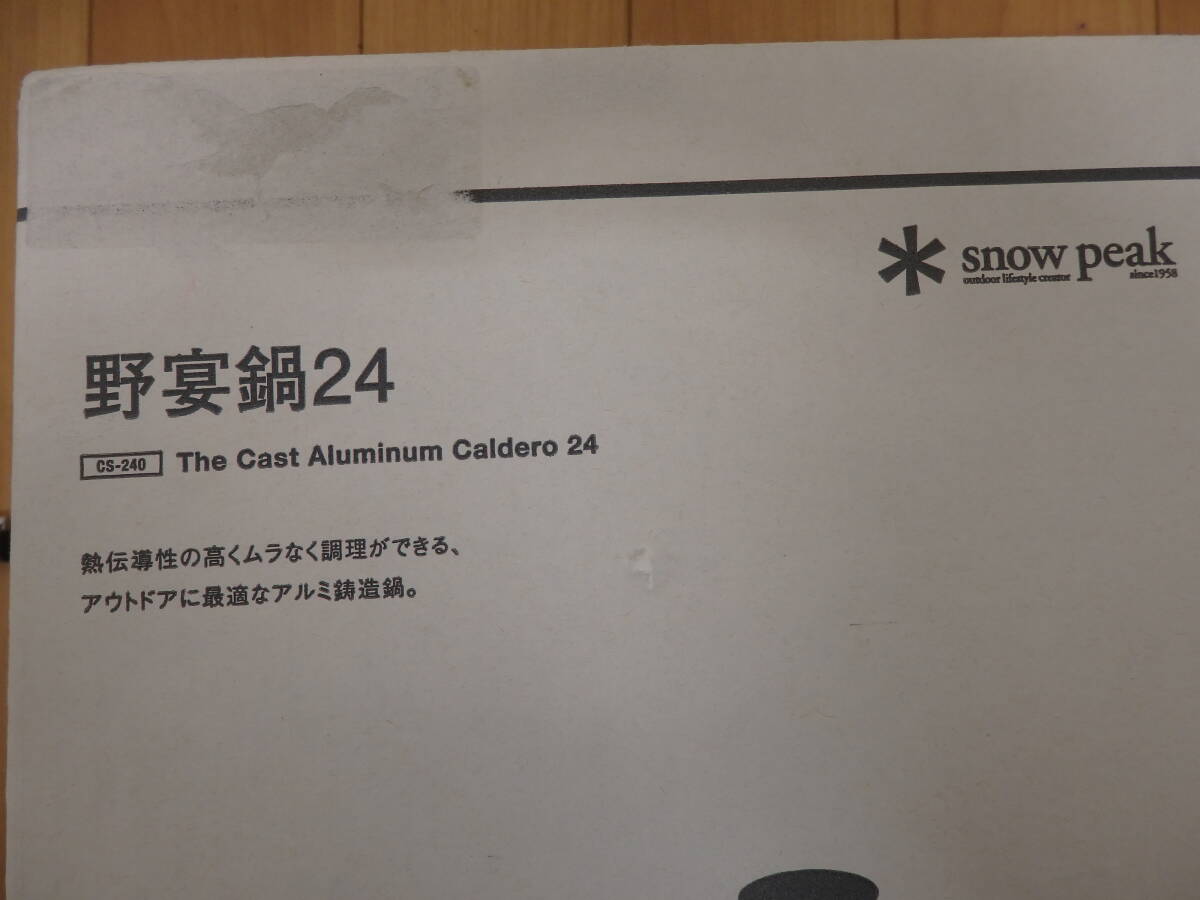 snow peak
outdoor lifestyle creator since1958
野宴鍋24
CS-240 The Cast Aluminum Caldero 24
熱伝導性の高くムラなく調理ができる、
アウトドアに最適なアルミ鋳造鍋。